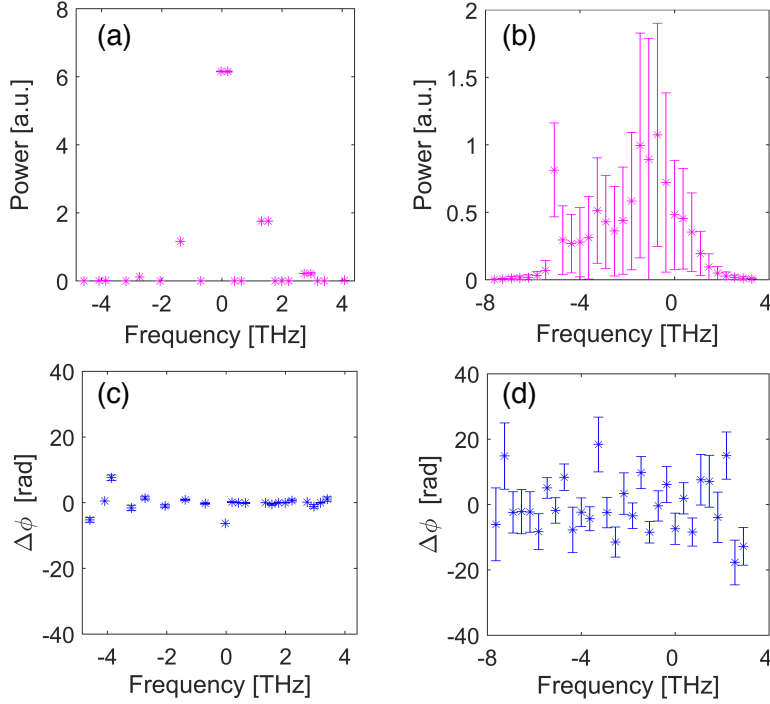 (a)
8
6
4
2
0
Power [a.u.]
-4 -2 0 2 4
Frequency [THz]
(b)
2
1.5
1
0.5
0
Power [a.u.]
-8 -4 0 4
Frequency [THz]
(c)
40
20
0
-20
-40
Δϕ [rad]
-4 -2 0 2 4
Frequency [THz]
(d)
40
20
0
-20
-40
Δϕ [rad]
-8 -4 0 4
Frequency [THz]